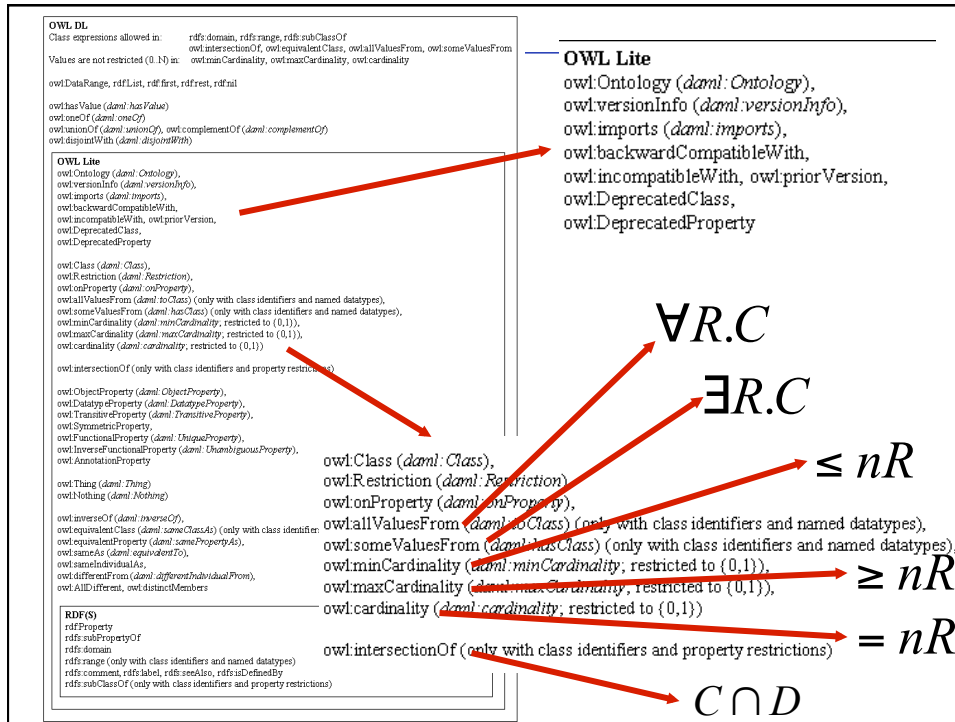 OWL DL
Class expressions allowed in: rdfs:domain, rdfs:range, rdfs:subClassOf
owl:intersectionOf, owl:equivalentClass, owl:allValuesFrom, owl:someValuesFrom
Values are not restricted (0..N) in: owl:minCardinality, owl:maxCardinality, owl:cardinality
owl:DataRange, rdf:List, rdf:first, rdf:rest, rdf:nil
owl:hasValue (daml:hasValue)
owl:oneOf (daml:oneOf)
owl:unionOf (daml:unionOf), owl:complementOf (daml:complementOf)
owl:disjointWith (daml:disjointWith)
OWL Lite
owl:Ontology (daml:Ontology),
owl:versionInfo (daml:versionInfo),
owl:imports (daml:imports),
owl:backwardCompatibleWith,
owl:incompatibleWith, owl:priorVersion,
owl:DeprecatedClass,
owl:DeprecatedProperty
owl:Class (daml:Class),
owl:Restriction (daml:Restriction),
owl:onProperty (daml:onProperty),
owl:allValuesFrom (daml:toClass) (only with class identifiers and named datatypes),
owl:someValuesFrom (daml:hasClass) (only with class identifiers and named datatypes),
owl:minCardinality (daml:minCardinality; restricted to {0,1}),
owl:maxCardinality (daml:maxCardinality; restricted to {0,1}),
owl:cardinality (daml:cardinality; restricted to {0,1})
owl:intersectionOf (only with class identifiers and property restrictions)
owl:ObjectProperty (daml:ObjectProperty),
owl:DatatypeProperty (daml:DatatypeProperty),
owl:TransitiveProperty (daml:TransitiveProperty),
owl:SymmetricProperty,
owl:FunctionalProperty (daml:UniqueProperty),
owl:InverseFunctionalProperty (daml:UnambiguousProperty),
owl:AnnotationProperty
owl:Thing (daml:Thing)
owl:Nothing (daml:Nothing)
owl:inverseOf (daml:inverseOf),
owl:equivalentClass (daml:sameClassAs) (only with class identifiers
owl:equivalentProperty (daml:samePropertyAs),
owl:sameAs (daml:equivalentTo),
owl:sameIndividualAs,
owl:differentFrom (daml:differentIndividualFrom),
owl:AllDifferent, owl:distinctMembers
RDF(S)
rdf:Property
rdfs:subPropertyOf
rdfs:domain
rdfs:range (only with class identifiers and named datatypes)
rdfs:comment, rdfs:label, rdfs:seeAlso, rdfs:isDefinedBy
rdfs:subClassOf (only with class identifiers and property restrictions)
OWL Lite
owl:Ontology (daml:Ontology),
owl:versionInfo (daml:versionInfo),
owl:imports (daml:imports),
owl:backwardCompatibleWith,
owl:incompatibleWith, owl:priorVersion,
owl:DeprecatedClass,
owl:DeprecatedProperty
∀R.C
∃R.C
≤ nR
owl:Class (daml:Class),
owl:Restriction (daml:Restriction),
owl:onProperty (daml:onProperty),
owl:allValuesFrom (daml:toClass) (only with class identifiers and named datatypes),
owl:someValuesFrom (daml:hasClass) (only with class identifiers and named datatypes),
owl:minCardinality (daml:minCardinality; restricted to {0,1}),
owl:maxCardinality (daml:maxCardinality; restricted to {0,1}),
owl:cardinality (daml:cardinality; restricted to {0,1})
≥ nR
= nR
owl:intersectionOf (only with class identifiers and property restrictions)
C ∩ D